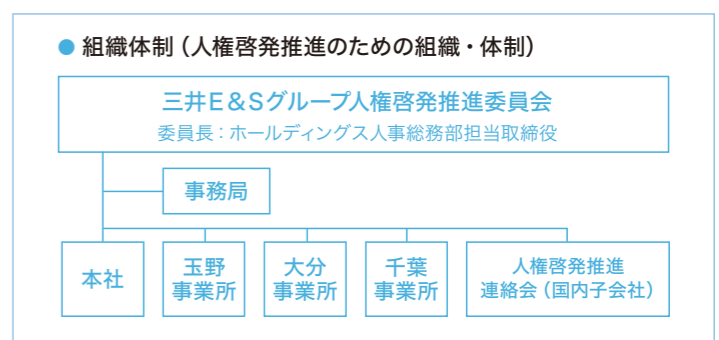 ● 組織体制（人権啓発推進のための組織・体制）
三井E＆Sグループ人権啓発推進委員会
委員長：ホールディングス人事総務部担当取締役
事務局
本社
玉野
事業所
大分
事業所
千葉
事業所
人権啓発推進
連絡会（国内子会社）